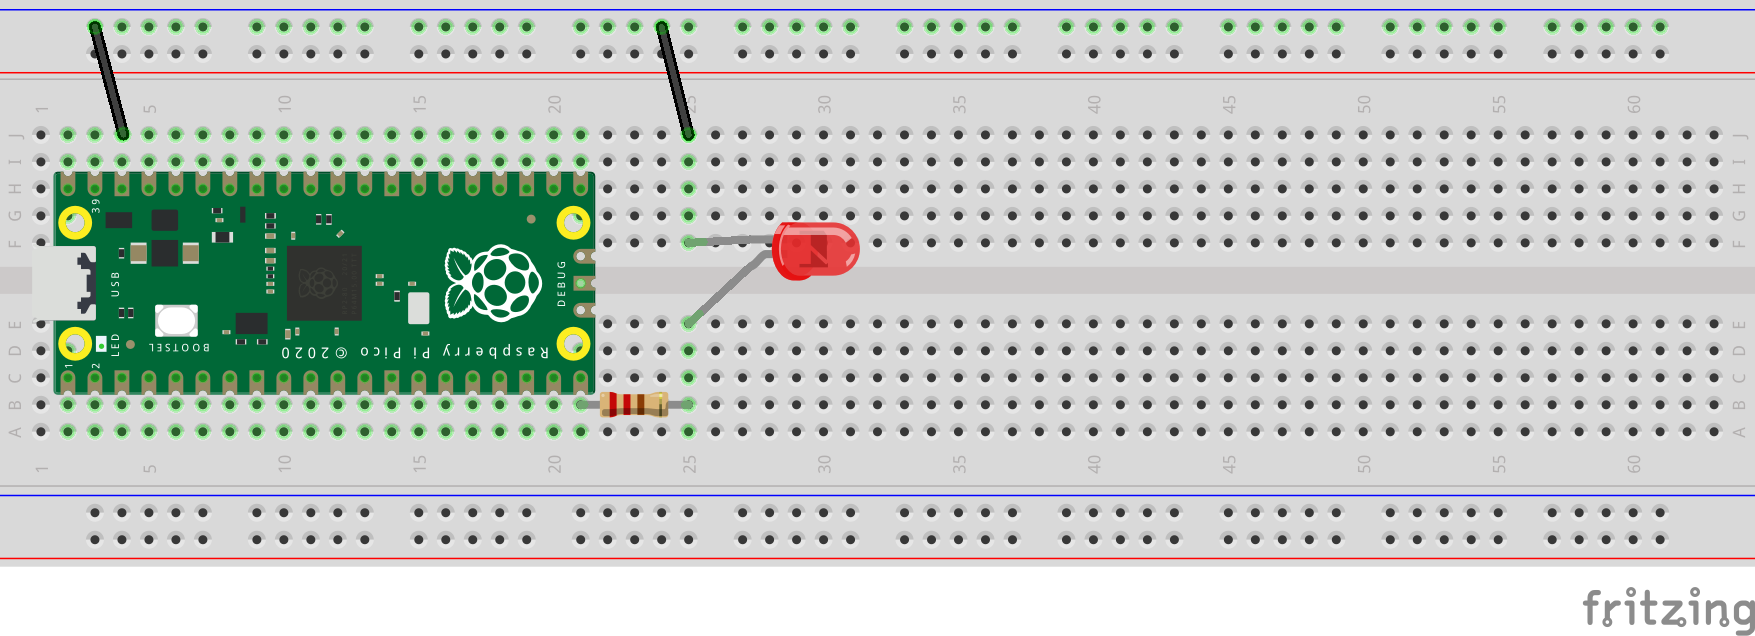 1 5 10 15 20 25 30 35 40 45 50 55 60
J J
I I
H H
G G
F F
39
USB
DEBUG
E E
D D
C C
B B
A A
LED
BOOTSEL
Raspberry Pi Pico © 2020
1
2
1 5 10 15 20 25 30 35 40 45 50 55 60
fritzing